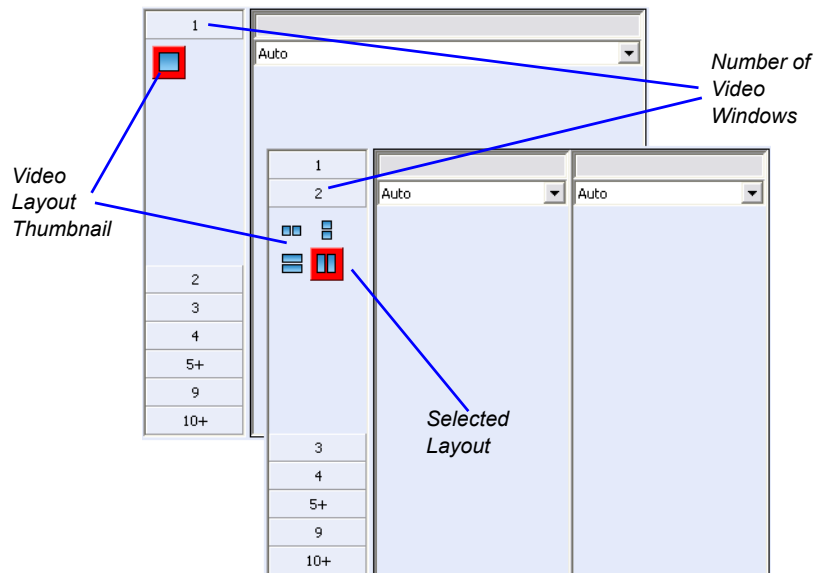 1
Auto
Number of
Video
Windows
Video
Layout
Thumbnail
1
2
Auto
Auto
2
3
4
5+
9
10+
Selected
Layout
3
4
5+
9
10+